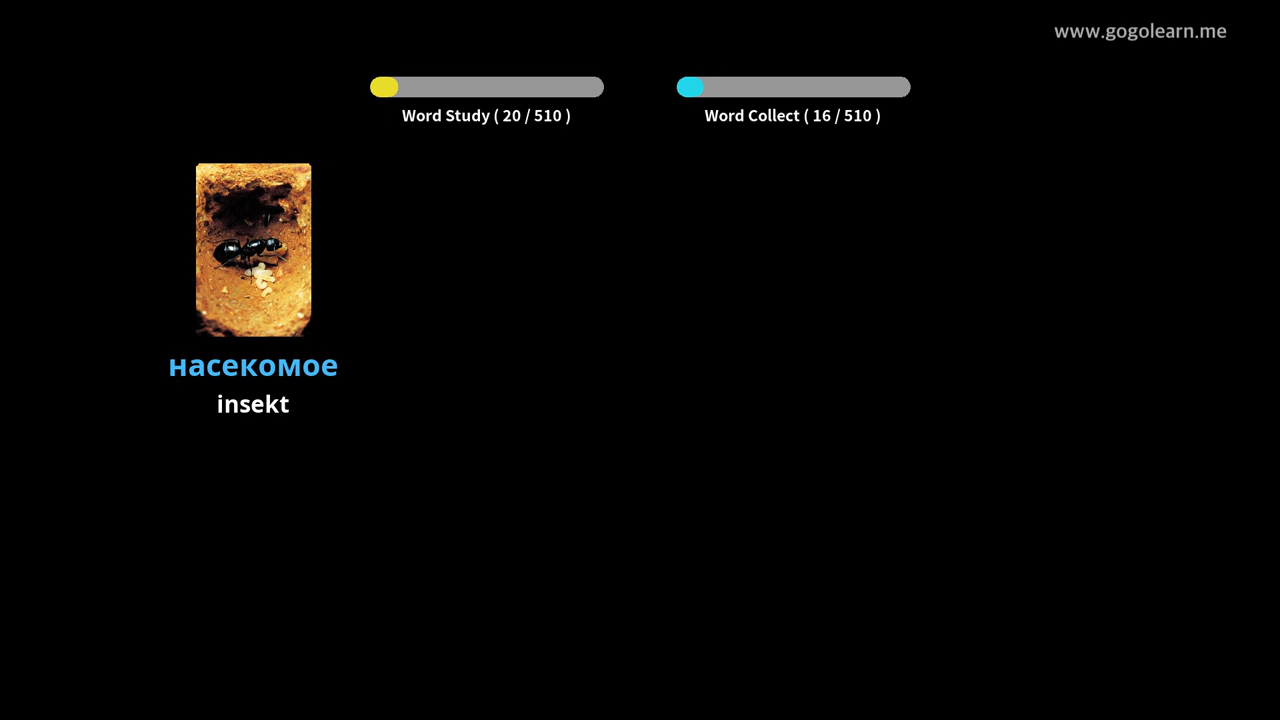 www.gogolearn.me
Word Study ( 20 / 510 )
Word Collect ( 16 / 510 )
насекомое
insekt